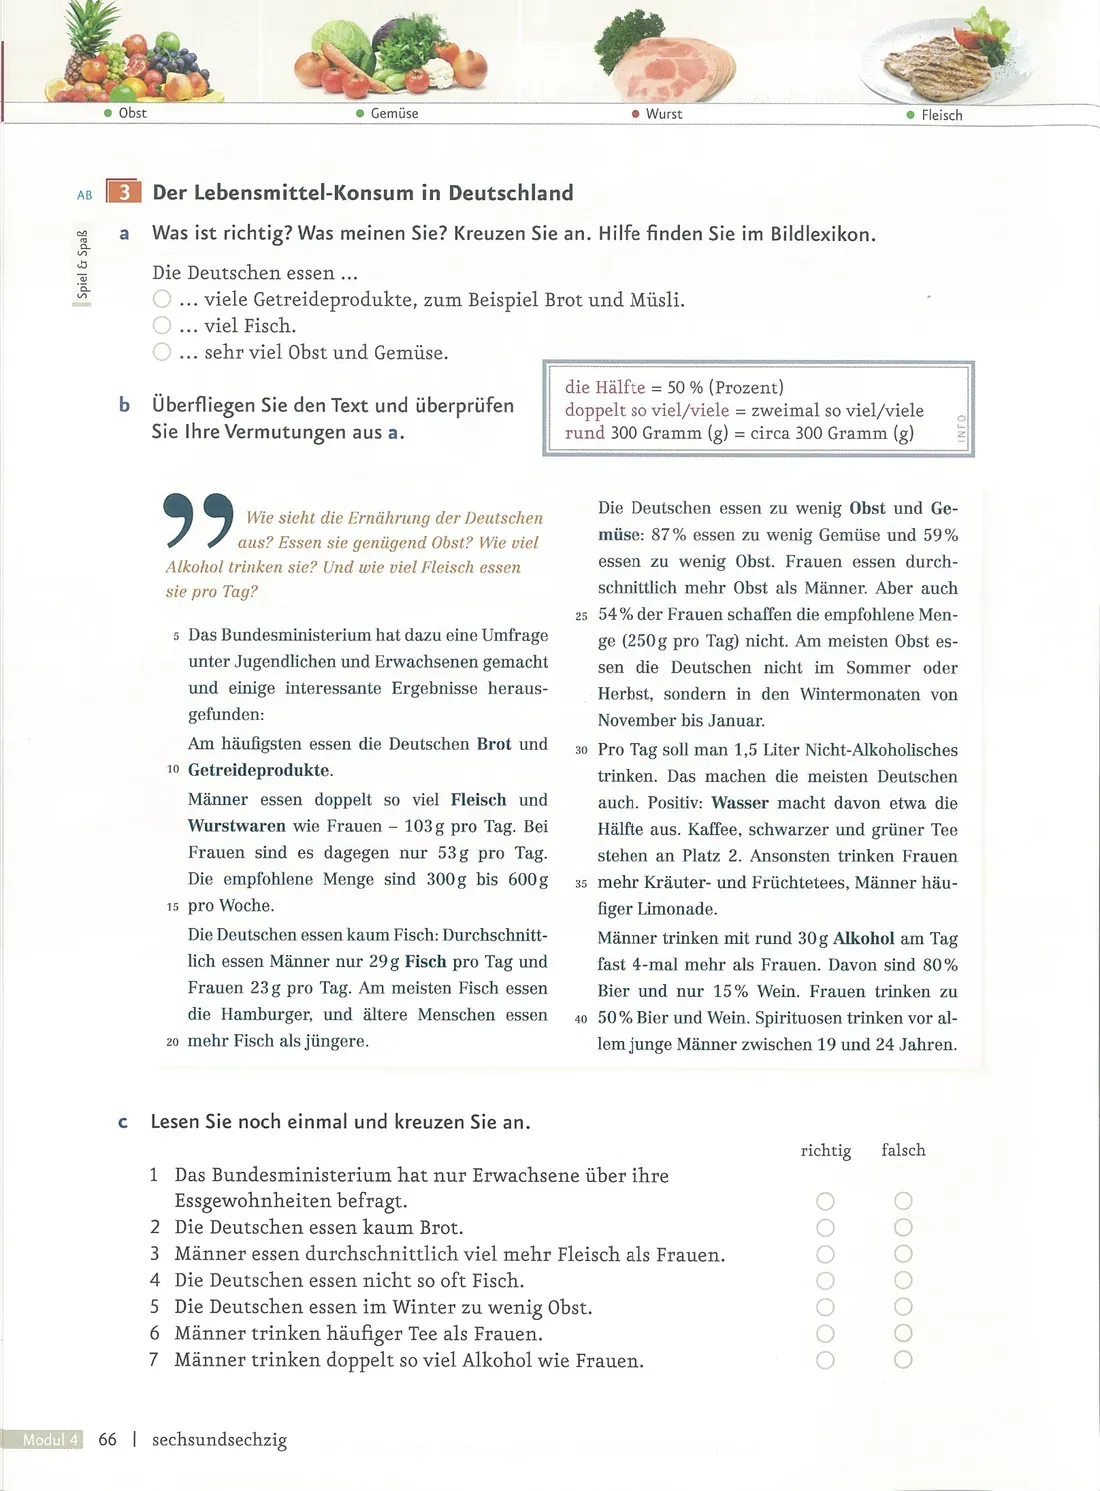 Obst
Gemüse
Wurst
Fleisch
AB 3 Der Lebensmittel-Konsum in Deutschland
Spiel & Spaß
a Was ist richtig? Was meinen Sie? Kreuzen Sie an. Hilfe finden Sie im Bildlexikon.
Die Deutschen essen ...
... viele Getreideprodukte, zum Beispiel Brot und Müsli.
... viel Fisch.
... sehr viel Obst und Gemüse.
die Hälfte = 50 % (Prozent)
doppelt so viel/viele = zweimal so viel/viele
rund 300 Gramm (g) = circa 300 Gramm (g)
INFO
b Überfliegen Sie den Text und überprüfen
Sie Ihre Vermutungen aus a.
Wie sieht die Ernährung der Deutschen
aus? Essen sie genügend Obst? Wie viel
Alkohol trinken sie? Und wie viel Fleisch essen
sie pro Tag?
5 Das Bundesministerium hat dazu eine Umfrage
unter Jugendlichen und Erwachsenen gemacht
und einige interessante Ergebnisse heraus-
gefunden:
Am häufigsten essen die Deutschen Brot und
10 Getreideprodukte.
Männer essen doppelt so viel Fleisch und
Wurstwaren wie Frauen – 103 g pro Tag. Bei
Frauen sind es dagegen nur 53 g pro Tag.
Die empfohlene Menge sind 300 g bis 600 g
15 pro Woche.
Die Deutschen essen kaum Fisch: Durchschnitt-
lich essen Männer nur 29 g Fisch pro Tag und
Frauen 23 g pro Tag. Am meisten Fisch essen
die Hamburger, und ältere Menschen essen
20 mehr Fisch als jüngere.
Die Deutschen essen zu wenig Obst und Ge-
müse: 87 % essen zu wenig Gemüse und 59 %
essen zu wenig Obst. Frauen essen durch-
schnittlich mehr Obst als Männer. Aber auch
25 54 % der Frauen schaffen die empfohlene Men-
ge (250 g pro Tag) nicht. Am meisten Obst es-
sen die Deutschen nicht im Sommer oder
Herbst, sondern in den Wintermonaten von
November bis Januar.
30 Pro Tag soll man 1,5 Liter Nicht-Alkoholisches
trinken. Das machen die meisten Deutschen
auch. Positiv: Wasser macht davon etwa die
Hälfte aus. Kaffee, schwarzer und grüner Tee
stehen an Platz 2. Ansonsten trinken Frauen
35 mehr Kräuter- und Früchtetees, Männer häu-
figer Limonade.
Männer trinken mit rund 30 g Alkohol am Tag
fast 4-mal mehr als Frauen. Davon sind 80 %
Bier und nur 15 % Wein. Frauen trinken zu
40 50 % Bier und Wein. Spirituosen trinken vor al-
lem junge Männer zwischen 19 und 24 Jahren.
c Lesen Sie noch einmal und kreuzen Sie an.
richtig falsch
1 Das Bundesministerium hat nur Erwachsene über ihre
Essgewohnheiten befragt.
2 Die Deutschen essen kaum Brot.
3 Männer essen durchschnittlich viel mehr Fleisch als Frauen.
4 Die Deutschen essen nicht so oft Fisch.
5 Die Deutschen essen im Winter zu wenig Obst.
6 Männer trinken häufiger Tee als Frauen.
7 Männer trinken doppelt so viel Alkohol wie Frauen.
Modul 4 66 | sechsundsechzig